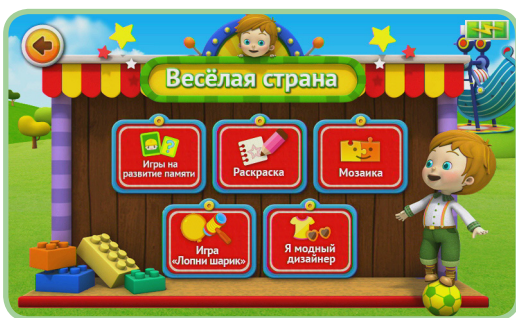 Весёлая страна
Игры на
развитие памяти
Раскраска
Мозаика
Игра
«Лопни шарик»
Я модный
дизайнер